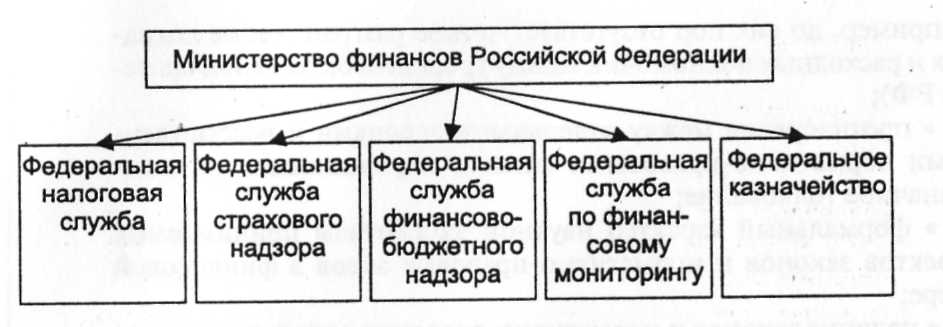 Министерство финансов Российской Федерации
Федеральная
налоговая
служба
Федеральная
служба
страхового
надзора
Федеральная
служба
финансово-
бюджетного
надзора
Федеральная
служба
по финан-
совому
мониторингу
Федеральное
казначейство